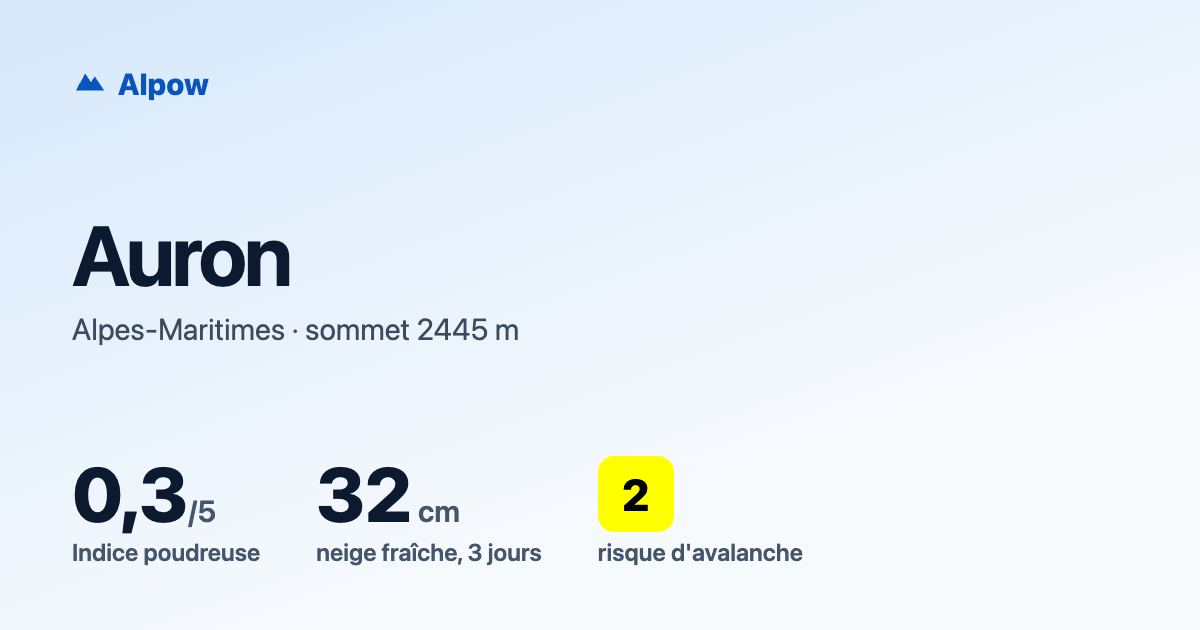 Alpow
Auron
Alpes-Maritimes · sommet 2445 m
0,3/5
Indice poudreuse
32 cm
neige fraîche, 3 jours
2
risque d'avalanche